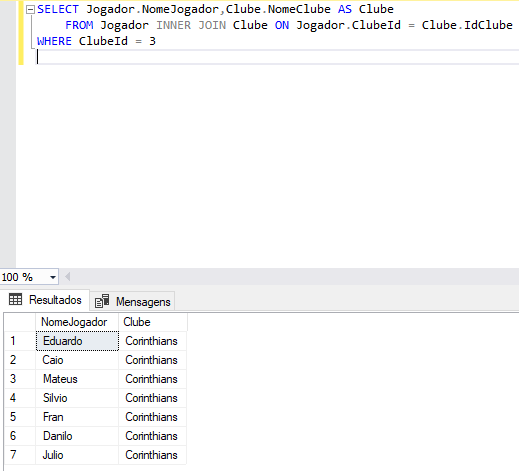 SELECT Jogador.NomeJogador,Clube.NomeClube AS Clube
FROM Jogador INNER JOIN Clube ON Jogador.ClubeId = Clube.IdClube
WHERE ClubeId = 3
100 %
Resultados Mensagens
NomeJogador Clube
1 Eduardo Corinthians
2 Caio Corinthians
3 Mateus Corinthians
4 Silvio Corinthians
5 Fran Corinthians
6 Danilo Corinthians
7 Julio Corinthians